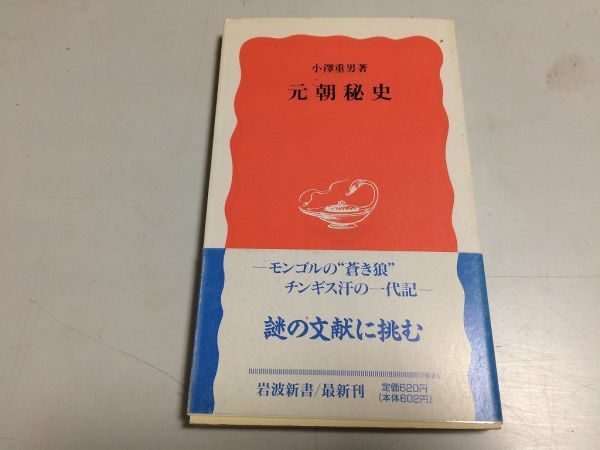 小澤重男著
元朝秘史
—モンゴルの“蒼き狼”
チンギス汗の一代記—
謎の文献に挑む
岩波新書/最新刊
定価620円
(本体602円)